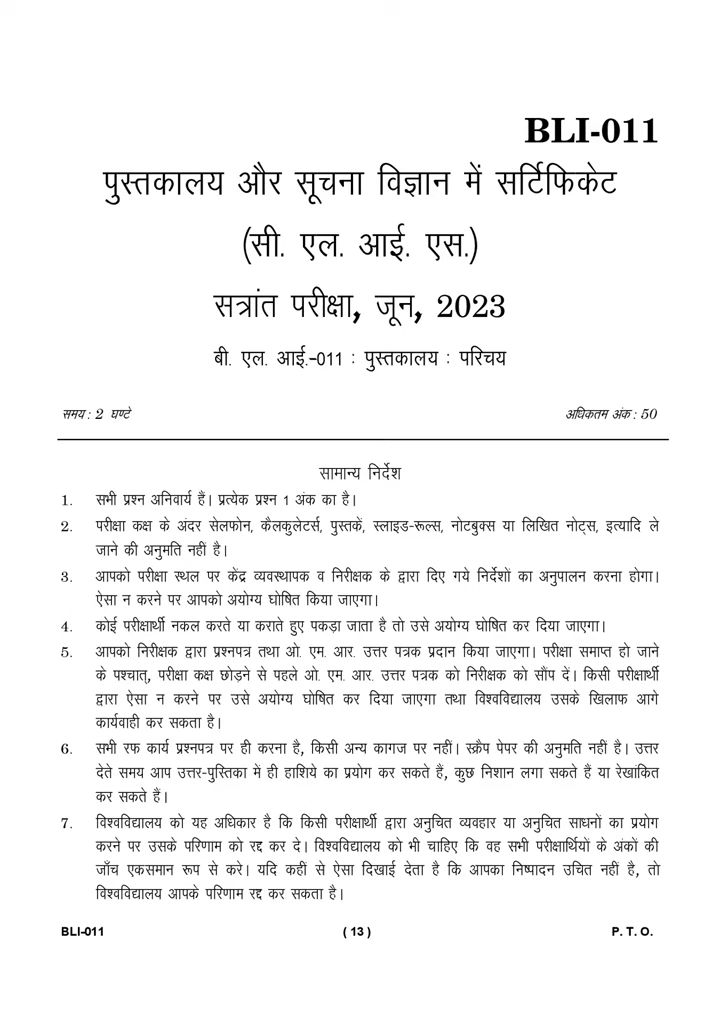 BLI-011
पुस्तकालय और सूचना विज्ञान में सर्टिफिकेट
(सी. एल. आई. एस.)
सत्रांत परीक्षा, जून, 2023
बी. एल. आई.-011 : पुस्तकालय : परिचय
समय : 2 घण्टे अधिकतम अंक : 50
सामान्य निर्देश
1. सभी प्रश्न अनिवार्य हैं। प्रत्येक प्रश्न 1 अंक का है।
2. परीक्षा कक्ष के अंदर सेलफोन, कैलकुलेटर्स, पुस्तकें, स्लाइड-रूल्स, नोटबुक्स या लिखित नोट्स, इत्यादि ले
जाने की अनुमति नहीं है।
3. आपको परीक्षा स्थल पर केंद्र व्यवस्थापक व निरीक्षक के द्वारा दिए गये निर्देशों का अनुपालन करना होगा।
ऐसा न करने पर आपको अयोग्य घोषित किया जाएगा।
4. कोई परीक्षार्थी नकल करते या कराते हुए पकड़ा जाता है तो उसे अयोग्य घोषित कर दिया जाएगा।
5. आपको निरीक्षक द्वारा प्रश्नपत्र तथा ओ. एम. आर. उत्तर पत्रक प्रदान किया जाएगा। परीक्षा समाप्त हो जाने
के पश्चात्, परीक्षा कक्ष छोड़ने से पहले ओ. एम. आर. उत्तर पत्रक को निरीक्षक को सौंप दें। किसी परीक्षार्थी
द्वारा ऐसा न करने पर उसे अयोग्य घोषित कर दिया जाएगा तथा विश्वविद्यालय उसके खिलाफ आगे
कार्यवाही कर सकता है।
6. सभी रफ कार्य प्रश्नपत्र पर ही करना है, किसी अन्य कागज पर नहीं। स्क्रैप पेपर की अनुमति नहीं है। उत्तर
देते समय आप उत्तर-पुस्तिका में ही हाशिये का प्रयोग कर सकते हैं, कुछ निशान लगा सकते हैं या रेखांकित
कर सकते हैं।
7. विश्वविद्यालय को यह अधिकार है कि किसी परीक्षार्थी द्वारा अनुचित व्यवहार या अनुचित साधनों का प्रयोग
करने पर उसके परिणाम को रद्द कर दे। विश्वविद्यालय को भी चाहिए कि वह सभी परीक्षार्थियों के अंकों की
जाँच एकसमान रूप से करे। यदि कहीं से ऐसा दिखाई देता है कि आपका निष्पादन उचित नहीं है, तो
विश्वविद्यालय आपके परिणाम रद्द कर सकता है।
BLI-011 ( 13 ) P. T. O.